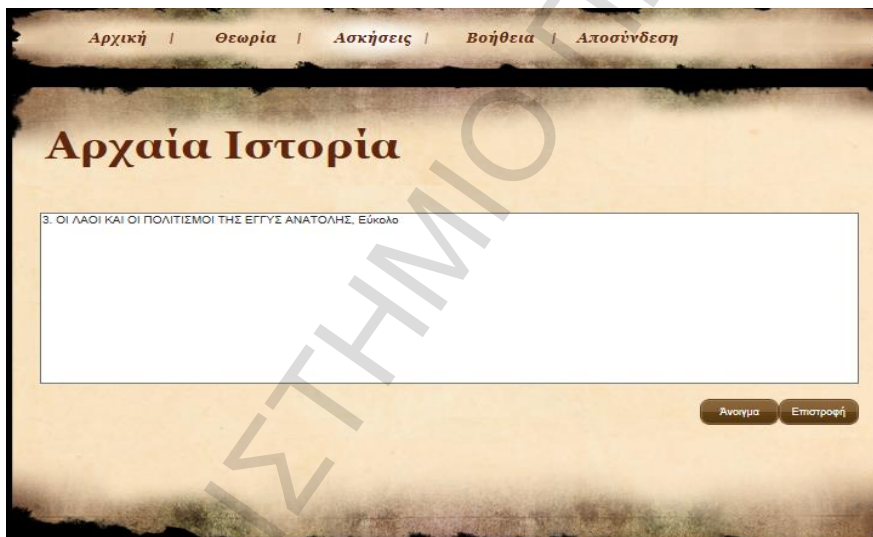 Αρχική | Θεωρία | Ασκήσεις | Βοήθεια | Αποσύνδεση
Αρχαία Ιστορία
3. ΟΙ ΛΑΟΙ ΚΑΙ ΟΙ ΠΟΛΙΤΙΣΜΟΙ ΤΗΣ ΕΓΓΥΣ ΑΝΑΤΟΛΗΣ, Εύκολο
Άνοιγμα Επιστροφή